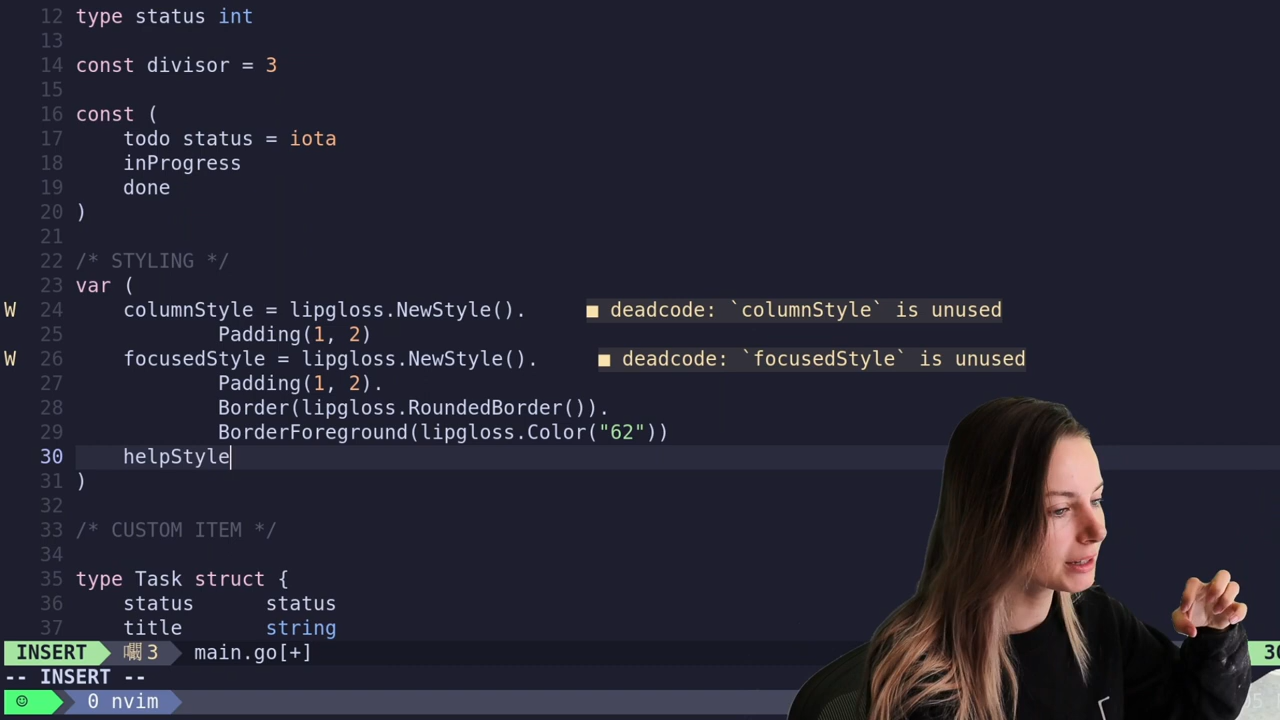 12 type status int
13
14 const divisor = 3
15
16 const (
17     todo status = iota
18     inProgress
19     done
20 )
21
22 /* STYLING */
23 var (
W 24     columnStyle = lipgloss.NewStyle().     ■ deadcode: `columnStyle` is unused
25             Padding(1, 2)
W 26     focusedStyle = lipgloss.NewStyle().     ■ deadcode: `focusedStyle` is unused
27             Padding(1, 2).
28             Border(lipgloss.RoundedBorder()).
29             BorderForeground(lipgloss.Color("62"))
30     helpStyle
31 )
32
33 /* CUSTOM ITEM */
34
35 type Task struct {
36     status      status
37     title       string
INSERT 3 main.go[+] 30
-- INSERT --
0 nvim